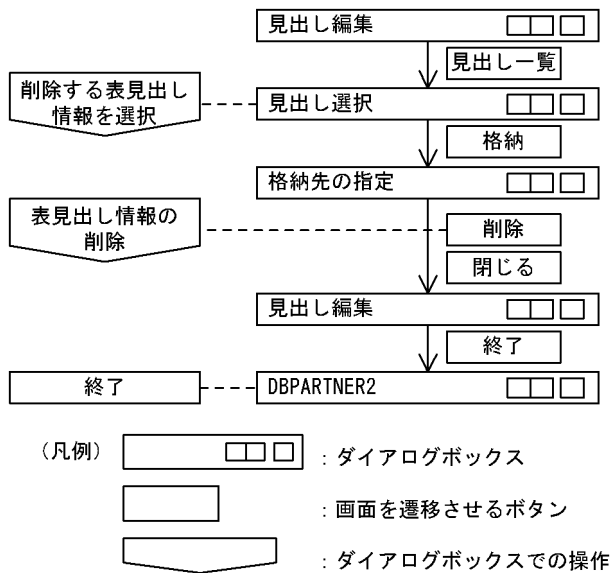 見出し編集
見出し一覧
削除する表見出し
情報を選択
見出し選択
格納
格納先の指定
表見出し情報の
削除
削除
閉じる
見出し編集
終了
終了
DBPARTNER2
(凡例)
：ダイアログボックス
：画面を遷移させるボタン
：ダイアログボックスでの操作